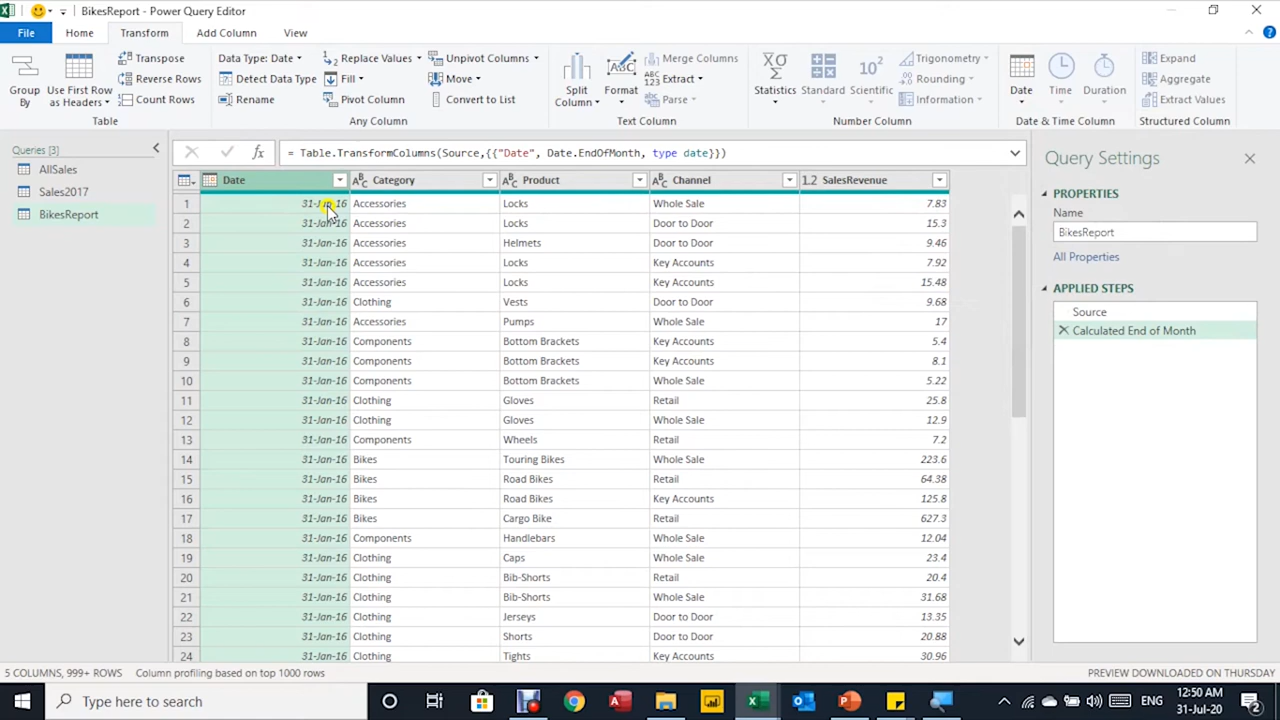 BikesReport - Power Query Editor
File Home Transform Add Column View
Group By
Use First Row as Headers
Transpose
Reverse Rows
Count Rows
Table
Data Type: Date
Detect Data Type
Rename
Replace Values
Fill
Pivot Column
Unpivot Columns
Move
Convert to List
Any Column
Split Column
Format
ABC
Merge Columns
Extract
Parse
Text Column
Statistics
Standard
Scientific
Trigonometry
Rounding
Information
Number Column
Date
Time
Duration
Date & Time Column
Expand
Aggregate
Extract Values
Structured Column
Queries [3]
AllSales
Sales2017
BikesReport
fx = Table.TransformColumns(Source,{{"Date", Date.EndOfMonth, type date}})
Date Category Product Channel 1.2 SalesRevenue
1 31-Jan-16 Accessories Locks Whole Sale 7.83
2 31-Jan-16 Accessories Locks Door to Door 15.3
3 31-Jan-16 Accessories Helmets Door to Door 9.46
4 31-Jan-16 Accessories Locks Key Accounts 7.92
5 31-Jan-16 Accessories Locks Key Accounts 15.48
6 31-Jan-16 Clothing Vests Door to Door 9.68
7 31-Jan-16 Accessories Pumps Whole Sale 17
8 31-Jan-16 Components Bottom Brackets Key Accounts 5.4
9 31-Jan-16 Components Bottom Brackets Key Accounts 8.1
10 31-Jan-16 Components Bottom Brackets Whole Sale 5.22
11 31-Jan-16 Clothing Gloves Retail 25.8
12 31-Jan-16 Clothing Gloves Whole Sale 12.9
13 31-Jan-16 Components Wheels Retail 7.2
14 31-Jan-16 Bikes Touring Bikes Whole Sale 223.6
15 31-Jan-16 Bikes Road Bikes Retail 64.38
16 31-Jan-16 Bikes Road Bikes Key Accounts 125.8
17 31-Jan-16 Bikes Cargo Bike Retail 627.3
18 31-Jan-16 Components Handlebars Whole Sale 12.04
19 31-Jan-16 Clothing Caps Whole Sale 23.4
20 31-Jan-16 Clothing Bib-Shorts Retail 20.4
21 31-Jan-16 Clothing Bib-Shorts Whole Sale 31.68
22 31-Jan-16 Clothing Jerseys Door to Door 13.35
23 31-Jan-16 Clothing Shorts Door to Door 20.88
24 31-Jan-16 Clothing Tights Key Accounts 30.96
Query Settings
PROPERTIES
Name
BikesReport
All Properties
APPLIED STEPS
Source
Calculated End of Month
5 COLUMNS, 999+ ROWS Column profiling based on top 1000 rows
PREVIEW DOWNLOADED ON THURSDAY
Type here to search
ENG
12:50 AM
31-Jul-20
2